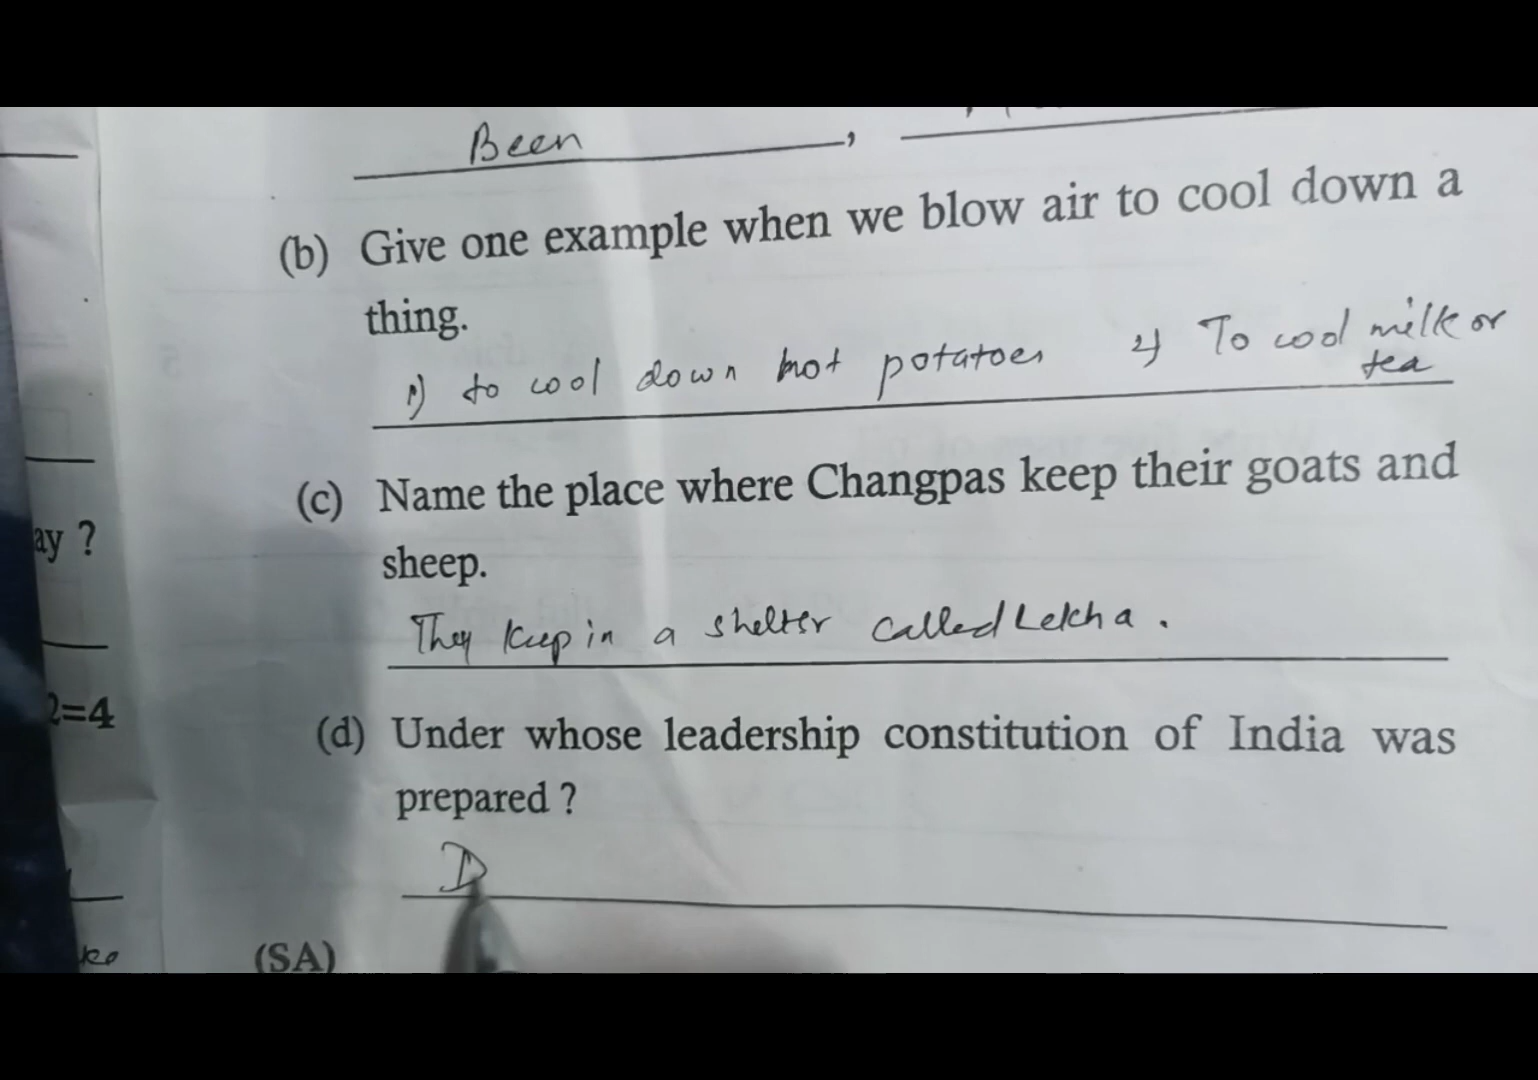 Been ,
(b) Give one example when we blow air to cool down a
thing.
1) to cool down hot potatoes 2) To cool milk or
tea
(c) Name the place where Changpas keep their goats and
sheep.
They keep in a shelter called Lekha.
(d) Under whose leadership constitution of India was
prepared ?
D
(SA)
ay ?
2=4
ko